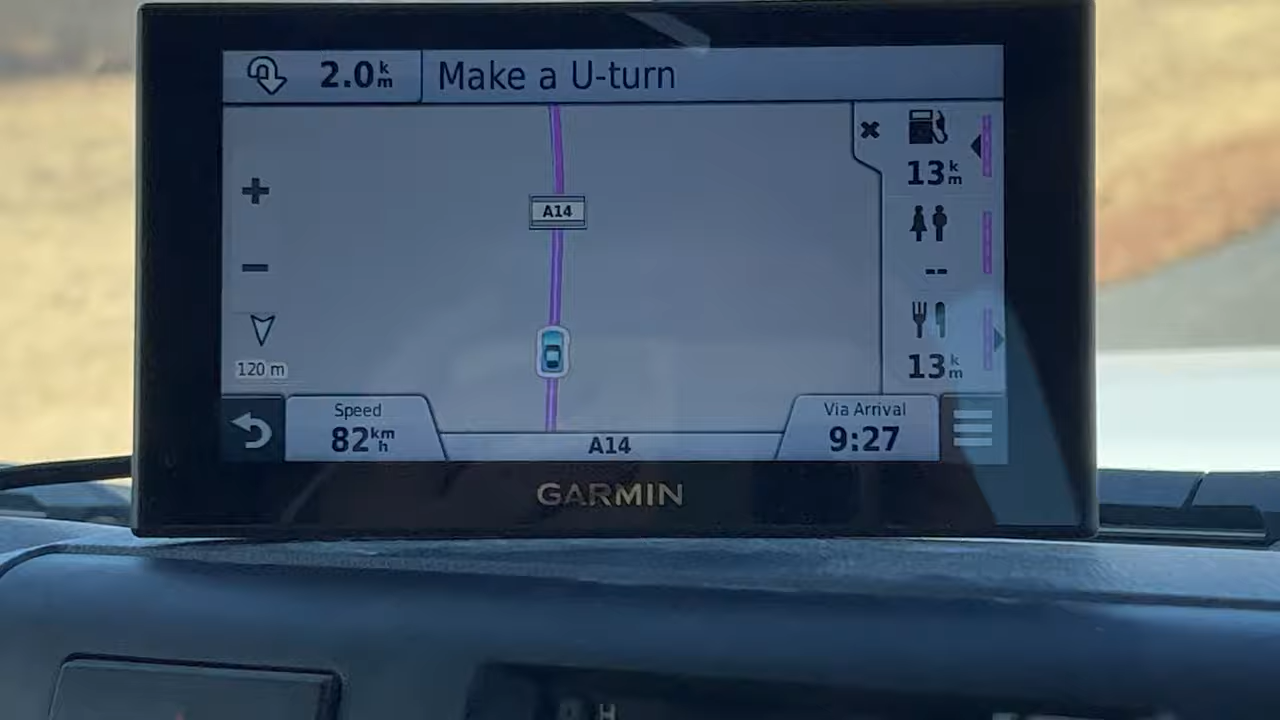 2.0 km
Make a U-turn
13 km
A14
--
120 m
13 km
Speed
82 km/h
A14
Via Arrival
9:27
GARMIN
H